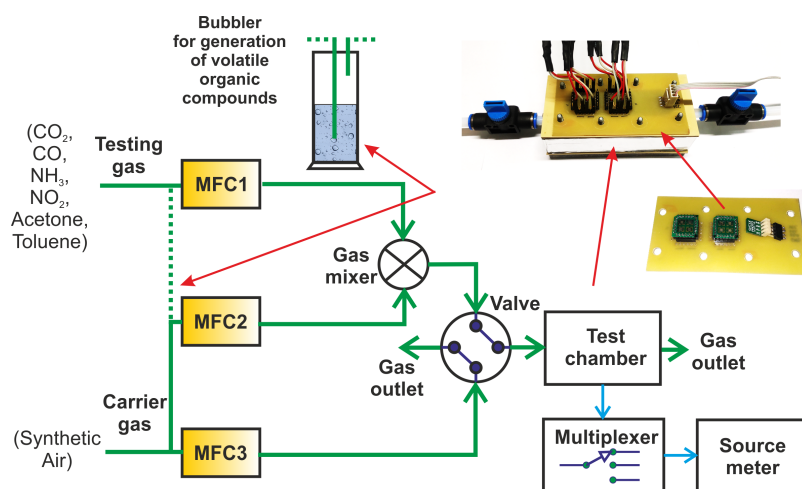 Bubbler
for generation
of volatile
organic
compounds
(CO₂,
CO,
NH₃,
NO₂,
Acetone,
Toluene)
Testing
gas
MFC1
Gas
mixer
MFC2
Valve
Gas
outlet
Test
chamber
Gas
outlet
Carrier
gas
(Synthetic
Air)
MFC3
Multiplexer
Source
meter